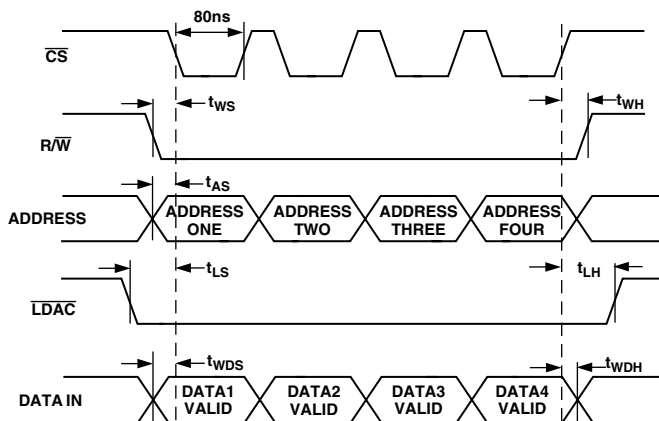 80ns
CS
tWS
tWH
R/W
tAS
ADDRESS
ADDRESS ONE
ADDRESS TWO
ADDRESS THREE
ADDRESS FOUR
tLS
tLH
LDAC
tWDS
tWDH
DATA IN
DATA1 VALID
DATA2 VALID
DATA3 VALID
DATA4 VALID